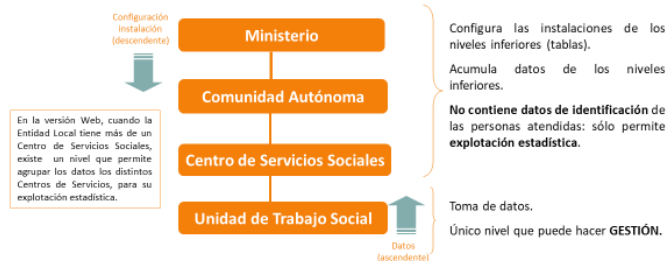 Configuración
instalación
(descendente)
Ministerio
Comunidad Autónoma
Centro de Servicios Sociales
Unidad de Trabajo Social
En la versión Web, cuando la
Entidad Local tiene más de un
Centro de Servicios Sociales,
existe un nivel que permite
agrupar los datos los distintos
Centros de Servicios, para su
explotación estadística.
Datos
(ascendente)
Configura las instalaciones de los
niveles inferiores (tablas).
Acumula datos de los niveles
inferiores.
No contiene datos de identificación de
las personas atendidas: sólo permite
explotación estadística.
Toma de datos.
Único nivel que puede hacer GESTIÓN.